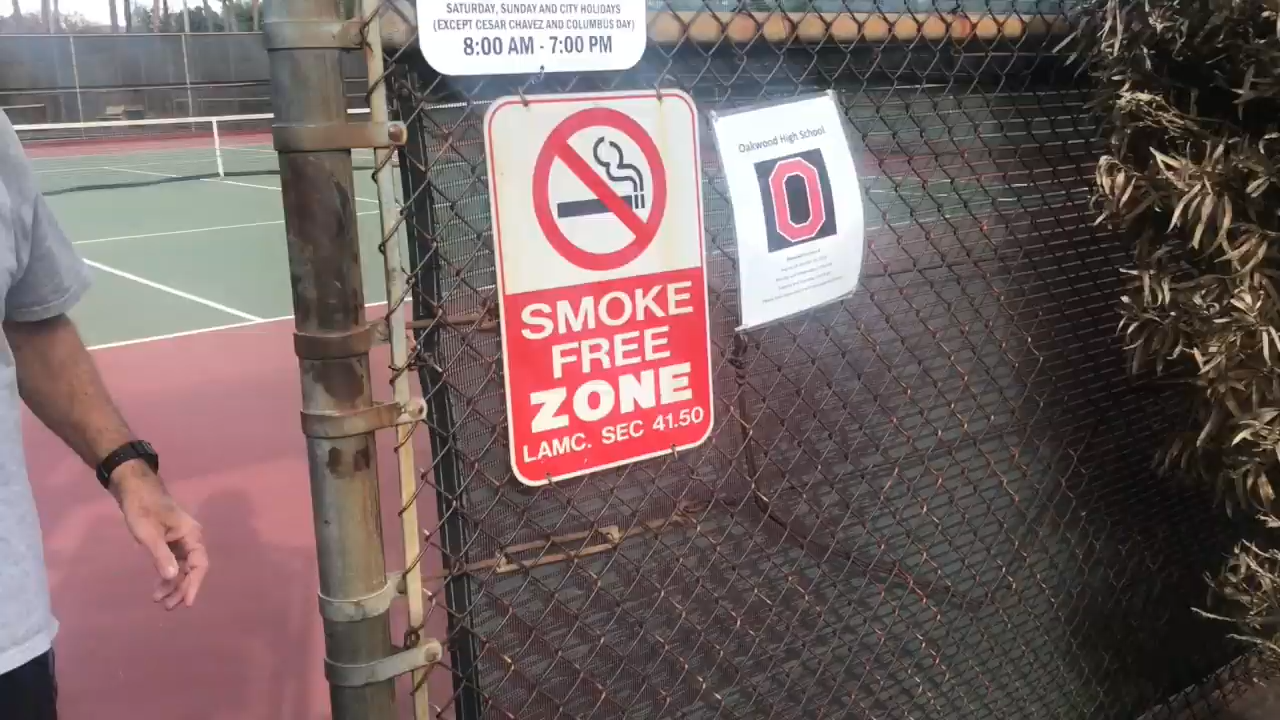 SATURDAY, SUNDAY AND CITY HOLIDAYS
(EXCEPT CESAR CHAVEZ AND COLUMBUS DAY)
8:00 AM - 7:00 PM
SMOKE
FREE
ZONE
LAMC. SEC 41.50
Oakwood High School
O